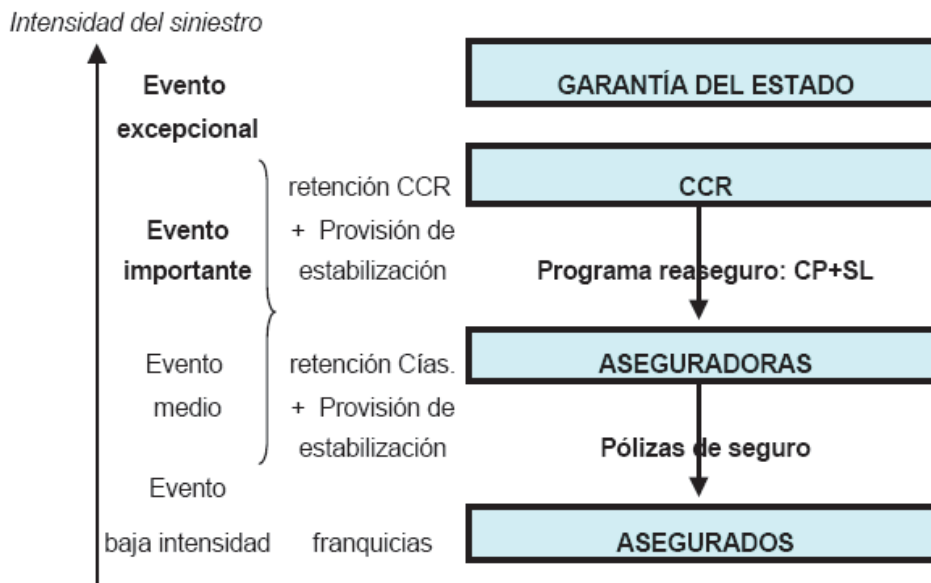 Intensidad del siniestro
Evento
excepcional
GARANTÍA DEL ESTADO
retención CCR
CCR
Evento
importante
+ Provisión de
estabilización
Programa reaseguro: CP+SL
Evento
medio
retención Cías.
+ Provisión de
estabilización
ASEGURADORAS
Pólizas de seguro
Evento
baja intensidad
franquicias
ASEGURADOS